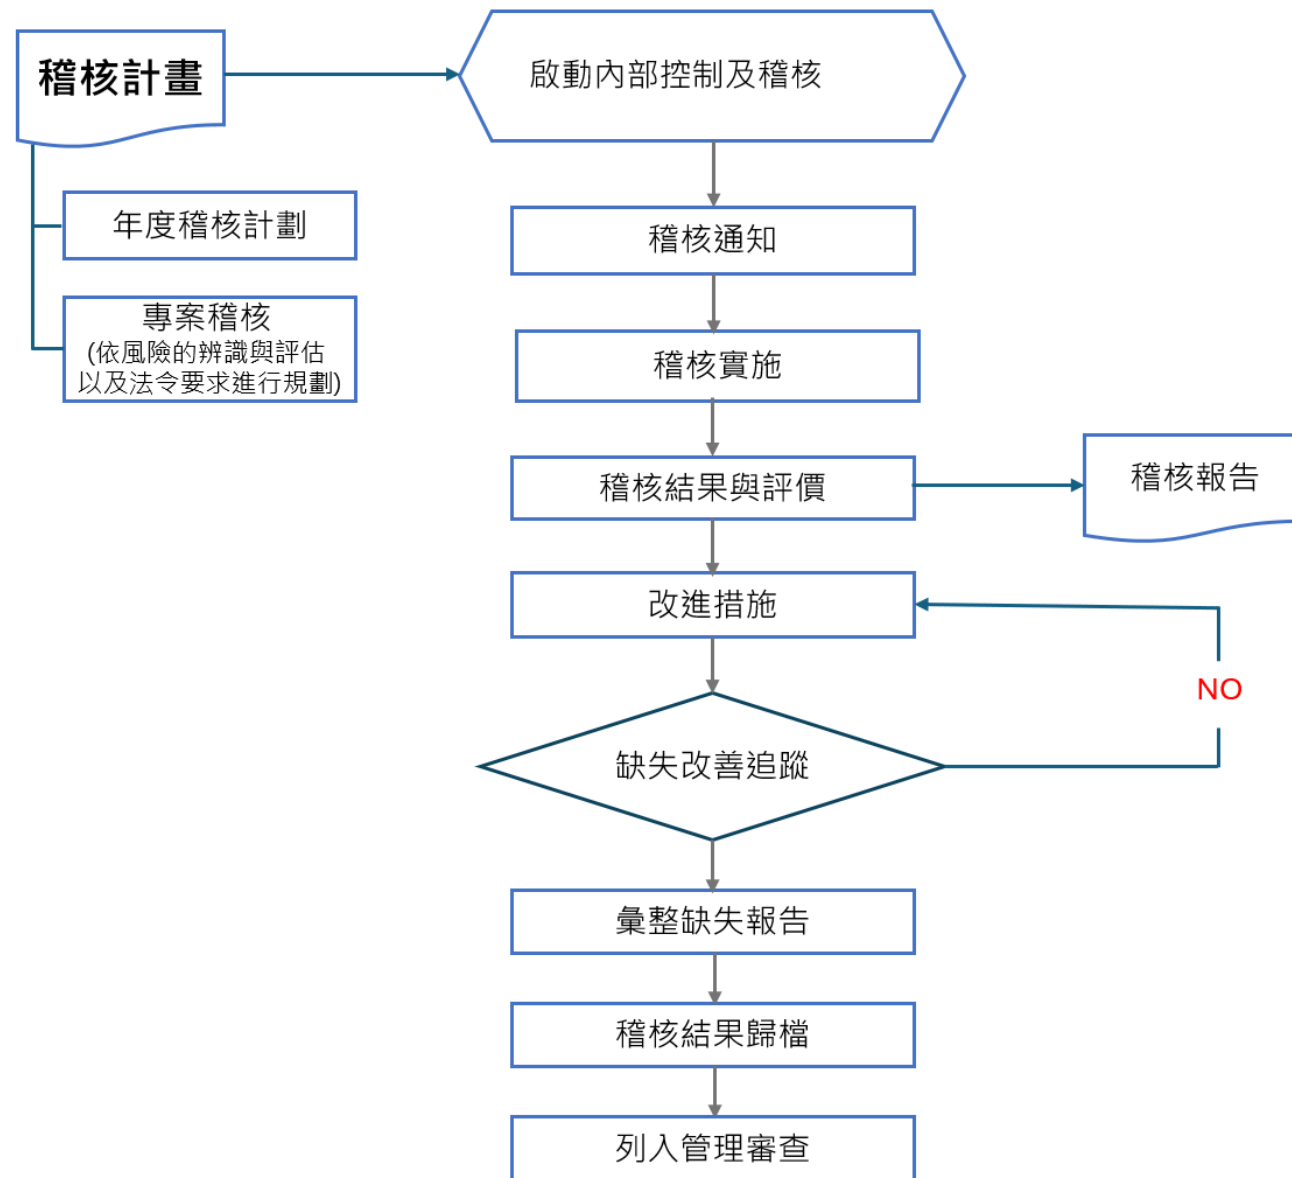 稽核計畫
啟動內部控制及稽核
年度稽核計劃
專案稽核
(依風險的辨識與評估
以及法令要求進行規劃)
稽核通知
稽核實施
稽核結果與評價
稽核報告
改進措施
NO
缺失改善追蹤
彙整缺失報告
稽核結果歸檔
列入管理審查